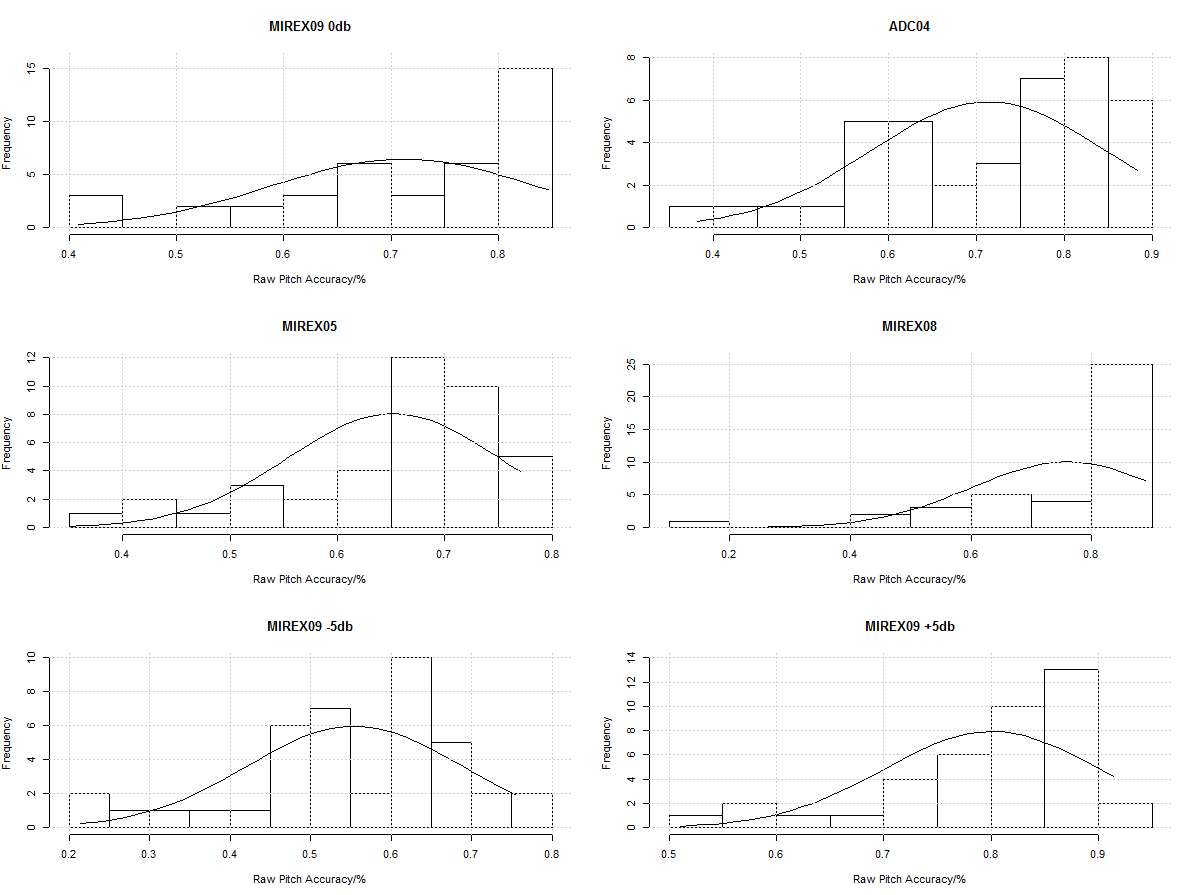 MIREX09 0db
Frequency
0 5 10 15
0.4 0.5 0.6 0.7 0.8
Raw Pitch Accuracy/%
ADC04
Frequency
0 2 4 6 8
0.4 0.5 0.6 0.7 0.8 0.9
Raw Pitch Accuracy/%
MIREX05
Frequency
0 2 4 6 8 10 12
0.4 0.5 0.6 0.7 0.8
Raw Pitch Accuracy/%
MIREX08
Frequency
0 5 10 15 20 25
0.2 0.4 0.6 0.8
Raw Pitch Accuracy/%
MIREX09 -5db
Frequency
0 2 4 6 8 10
0.2 0.3 0.4 0.5 0.6 0.7 0.8
Raw Pitch Accuracy/%
MIREX09 +5db
Frequency
0 2 4 6 8 10 12 14
0.5 0.6 0.7 0.8 0.9
Raw Pitch Accuracy/%